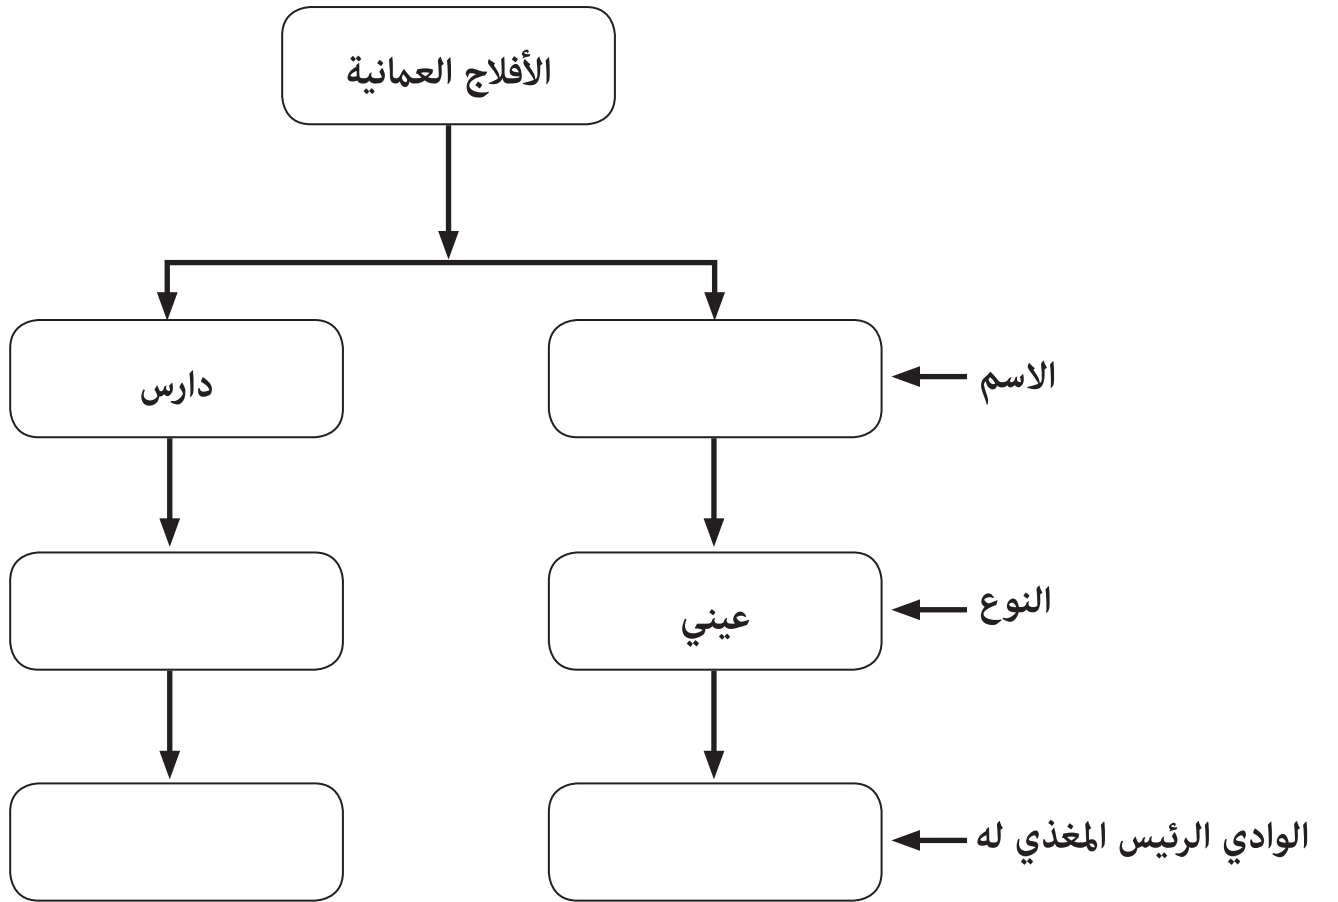 الأفلاج العمانية
الاسم
دارس
النوع
عيني
الوادي الرئيس المغذي له